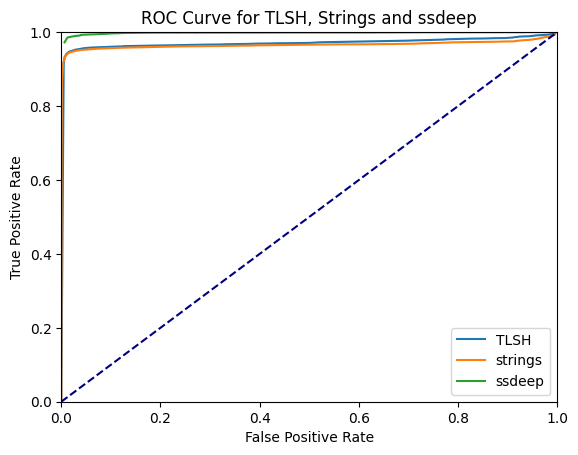 ROC Curve for TLSH, Strings and ssdeep
True Positive Rate
1.0
0.8
0.6
0.4
0.2
0.0
0.0 0.2 0.4 0.6 0.8 1.0
False Positive Rate
TLSH
strings
ssdeep